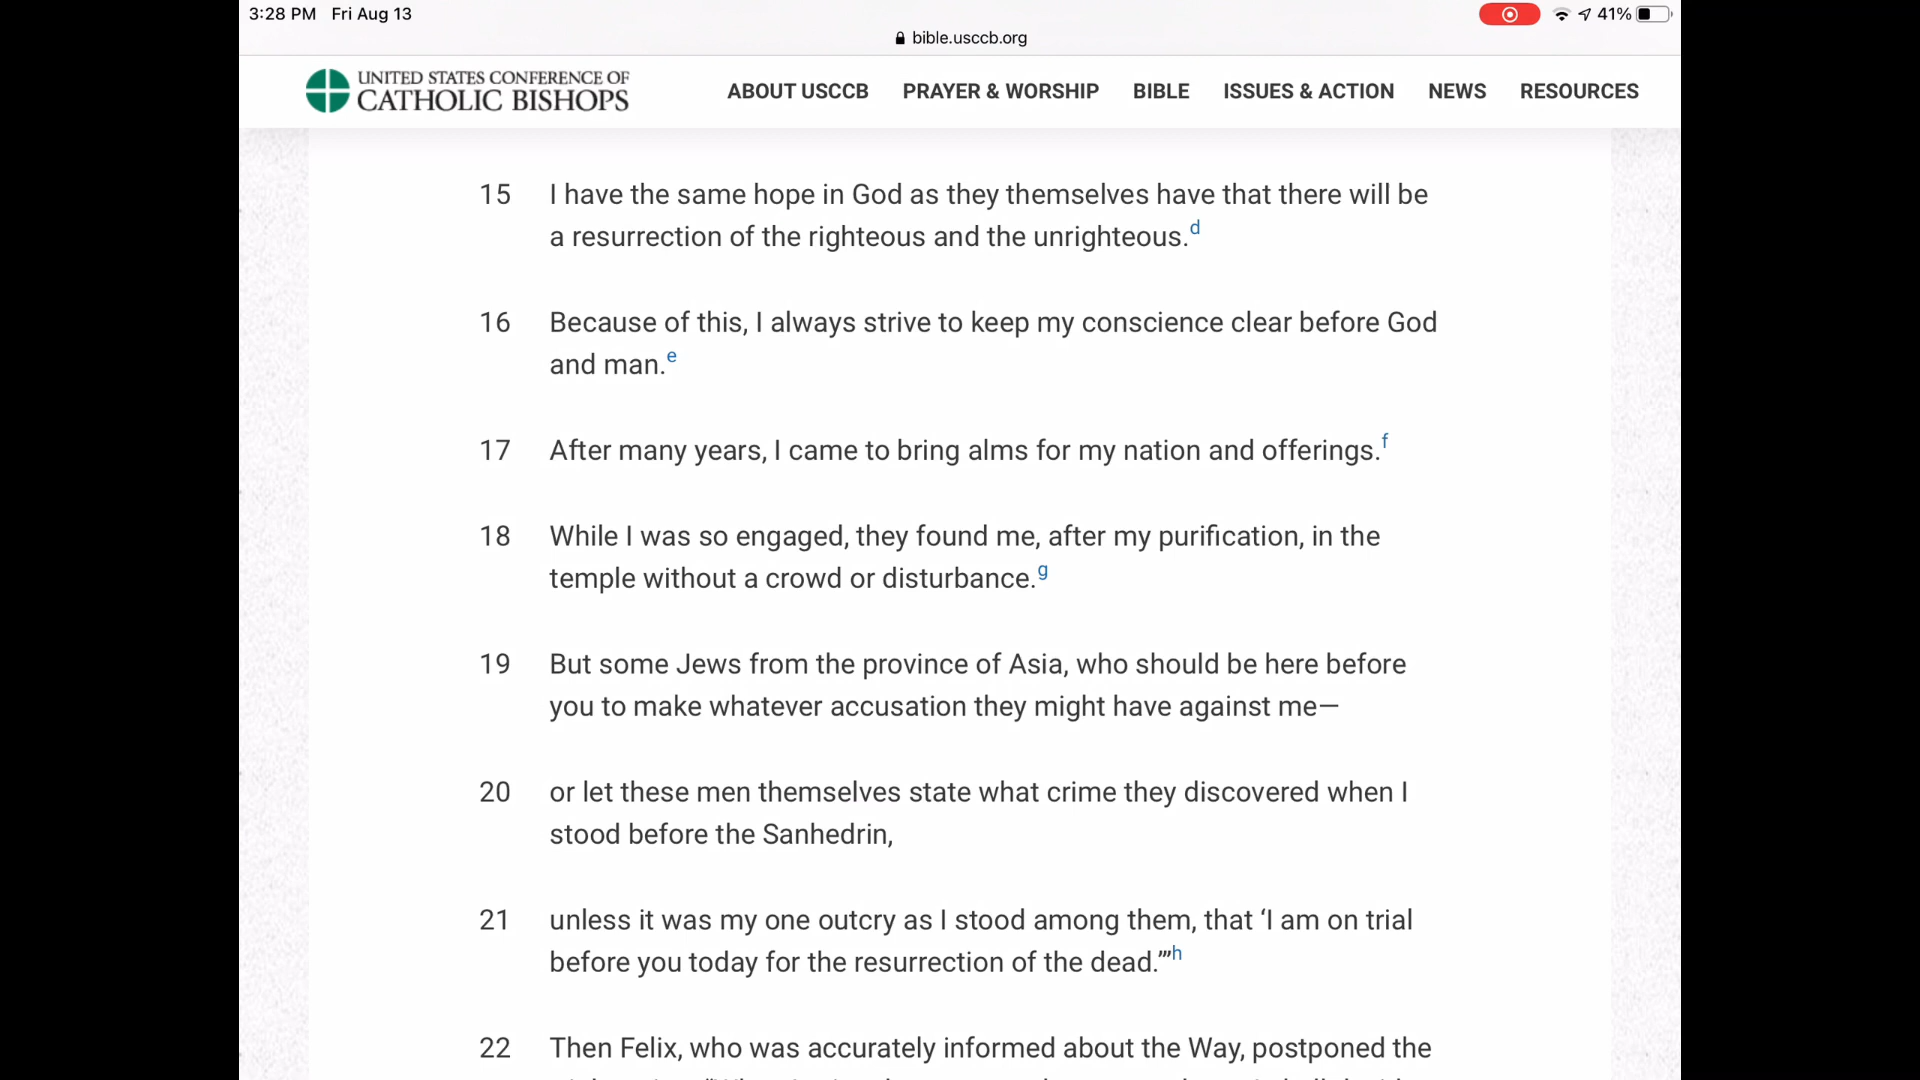 3:28 PM Fri Aug 13
41%
bible.usccb.org
UNITED STATES CONFERENCE OF
CATHOLIC BISHOPS
ABOUT USCCB PRAYER & WORSHIP BIBLE ISSUES & ACTION NEWS RESOURCES
15 I have the same hope in God as they themselves have that there will be
a resurrection of the righteous and the unrighteous.d
16 Because of this, I always strive to keep my conscience clear before God
and man.e
17 After many years, I came to bring alms for my nation and offerings.f
18 While I was so engaged, they found me, after my purification, in the
temple without a crowd or disturbance.g
19 But some Jews from the province of Asia, who should be here before
you to make whatever accusation they might have against me—
20 or let these men themselves state what crime they discovered when I
stood before the Sanhedrin,
21 unless it was my one outcry as I stood among them, that ‘I am on trial
before you today for the resurrection of the dead.’”h
22 Then Felix, who was accurately informed about the Way, postponed the